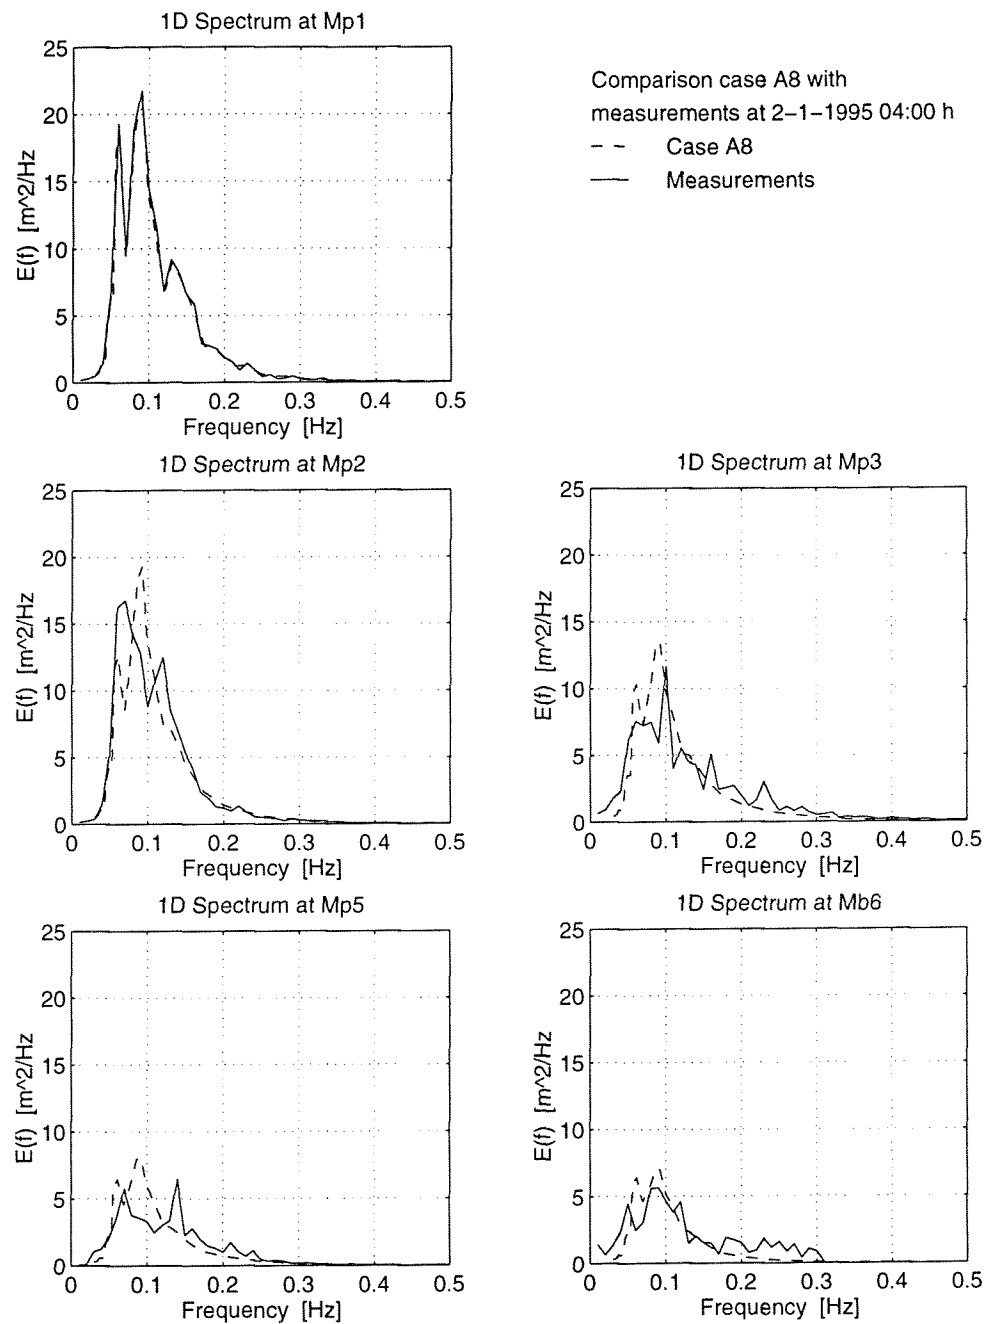 1D Spectrum at Mp1
25
20
15
10
5
0
E(f) [m^2/Hz
0 0.1 0.2 0.3 0.4 0.5
Frequency [Hz]
Comparison case A8 with
measurements at 2-1-1995 04:00 h
Case A8
Measurements
1D Spectrum at Mp2
25
20
15
10
5
0
E(f) [m^2/Hz
0 0.1 0.2 0.3 0.4 0.5
Frequency [Hz]
1D Spectrum at Mp3
25
20
15
10
5
0
E(f) [m^2/Hz
0 0.1 0.2 0.3 0.4 0.5
Frequency [Hz]
1D Spectrum at Mp5
25
20
15
10
5
0
E(f) [m^2/Hz
0 0.1 0.2 0.3 0.4 0.5
Frequency [Hz]
1D Spectrum at Mb6
25
20
15
10
5
0
E(f) [m^2/Hz
0 0.1 0.2 0.3 0.4 0.5
Frequency [Hz]